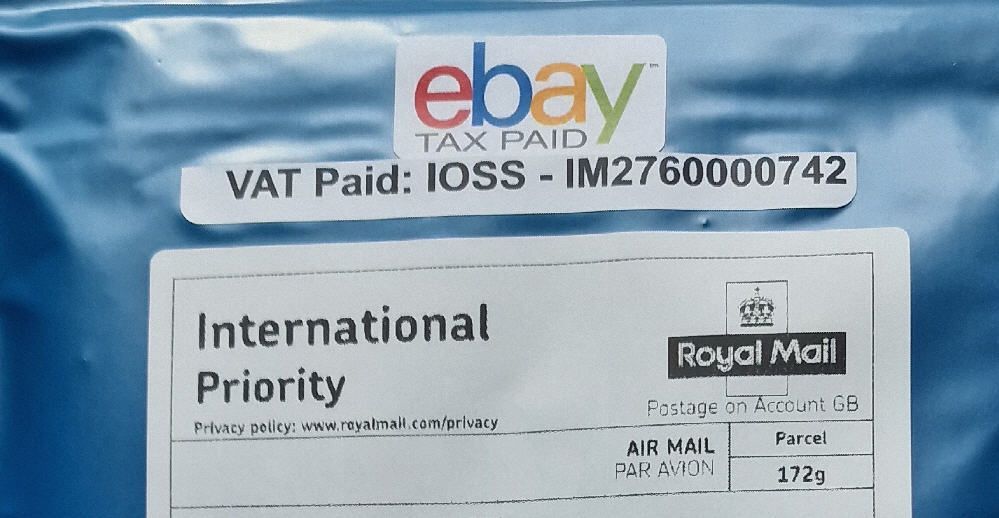 ebay™
TAX PAID
VAT Paid: IOSS - IM2760000742
International
Priority
Royal Mail
Postage on Account GB
Privacy policy: www.royalmail.com/privacy
AIR MAIL
PAR AVION
Parcel
172g